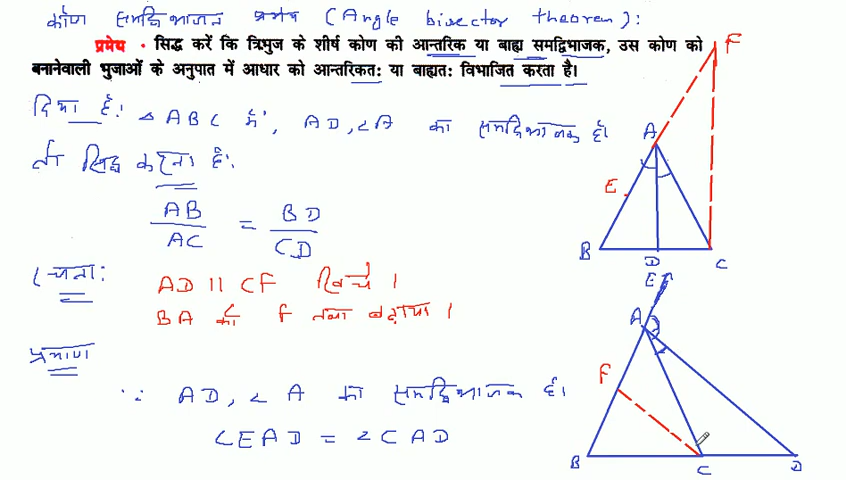 कोण समद्विभाजन प्रमेय (Angle bisector theorem):
प्रमेय • सिद्ध करें कि त्रिभुज के शीर्ष कोण की आन्तरिक या बाह्य समद्विभाजक, उस कोण को
बनानेवाली भुजाओं के अनुपात में आधार को आन्तरिकतः या बाह्यतः विभाजित करता है।
दिया है: △ABC में, AD, ∠A का समद्विभाजक है।
तो सिद्ध करना है:
AB/AC = BD/CD
रचना: AD || CF खिंचे।
BA को F तक बढ़ाया।
प्रमाण
∵ AD, ∠A का समद्विभाजक है।
∠EAD = ∠CAD
F
A
E
B
D
C
E
A
F
B
C
D